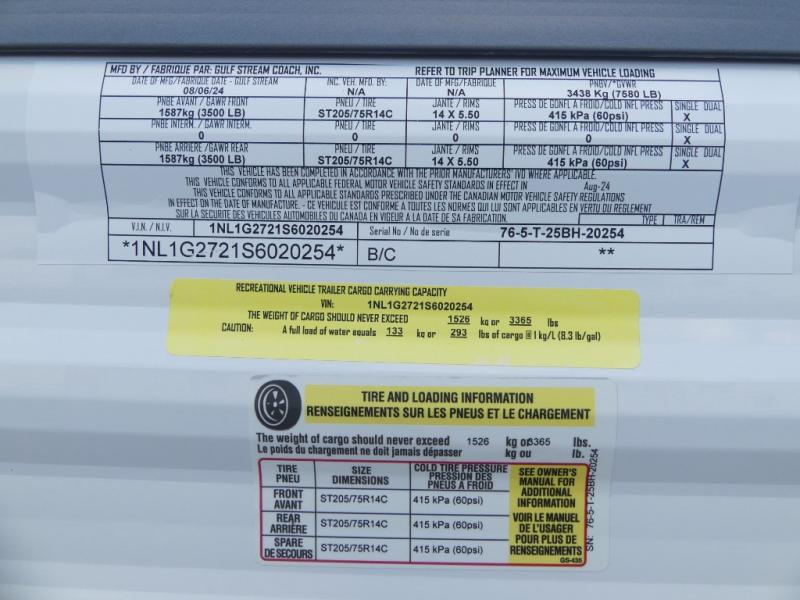 MFD BY / FABRIQUE PAR: GULF STREAM COACH, INC. REFER TO TRIP PLANNER FOR MAXIMUM VEHICLE LOADING
DATE OF MFG/FABRIQUE DATE - GULF STREAM INC. VEH. MFD. BY: DATE OF MFG/FABRIQUE PNBV/*GVWR
08/06/24 N/A N/A 3438 Kg (7580 LB)
PNBE AVANT / GAWR FRONT PNEU / TIRE JANTE / RIMS PRESS DE GONFL A FROID/COLD INFL PRESS SINGLE DUAL
1587kg (3500 LB) ST205/75R14C 14 X 5.50 415 kPa (60psi) X
PNBE INTERM. / GAWR INTERM. PNEU / TIRE JANTE / RIMS PRESS DE GONFL A FROID/COLD INFL PRESS SINGLE DUAL
0 0 0 0 X
PNBE ARRIERE /GAWR REAR PNEU / TIRE JANTE / RIMS PRESS DE GONFL A FROID/COLD INFL PRESS SINGLE DUAL
1587kg (3500 LB) ST205/75R14C 14 X 5.50 415 kPa (60psi) X
THIS VEHICLE HAS BEEN COMPLETED IN ACCORDANCE WITH THE PRIOR MANUFACTURERS' IVD WHERE APPLICABLE.
THIS VEHICLE CONFORMS TO ALL APPLICABLE FEDERAL MOTOR VEHICLE SAFETY STANDARDS IN EFFECT IN Aug-24
THIS VEHICLE CONFORMS TO ALL APPLICABLE STANDARDS PRESCRIBED UNDER THE CANADIAN MOTOR VEHICLE SAFETY REGULATIONS
IN EFFECT ON THE DATE OF MANUFACTURE. - CE VEHICULE EST CONFORME A TOUTES LES NORMES QUI LUI SONT APPLICABLES EN VERTU DU REGLEMENT
SUR LA SECURITE DES VEHICULES AUTOMOBILES DU CANADA EN VIGEUR A LA DATE DE SA FABRICATION.
TYPE TRA/REM
V.I.N. / N.I.V. 1NL1G2721S6020254 Serial No / No de serie 76-5-T-25BH-20254
*1NL1G2721S6020254* B/C **
RECREATIONAL VEHICLE TRAILER CARGO CARRYING CAPACITY
VIN: 1NL1G2721S6020254
THE WEIGHT OF CARGO SHOULD NEVER EXCEED 1526 kg or 3365 lbs
CAUTION: A full load of water equals 133 kg or 293 lbs of cargo @ 1 kg/L (8.3 lb/gal)
TIRE AND LOADING INFORMATION
RENSEIGNEMENTS SUR LES PNEUS ET LE CHARGEMENT
The weight of cargo should never exceed 1526 kg or 3365 lbs.
Le poids du chargement ne doit jamais dépasser kg ou lb.
TIRE PNEU SIZE DIMENSIONS COLD TIRE PRESSURE PRESSION DES PNEUS A FROID
FRONT AVANT ST205/75R14C 415 kPa (60psi)
REAR ARRIÈRE ST205/75R14C 415 kPa (60psi)
SPARE DE SECOURS ST205/75R14C 415 kPa (60psi)
SEE OWNER'S
MANUAL FOR
ADDITIONAL
INFORMATION
VOIR LE MANUEL
DE L'USAGER
POUR PLUS DE
RENSEIGNEMENTS
GS-435
SN: 76-5-T-25BH-20254